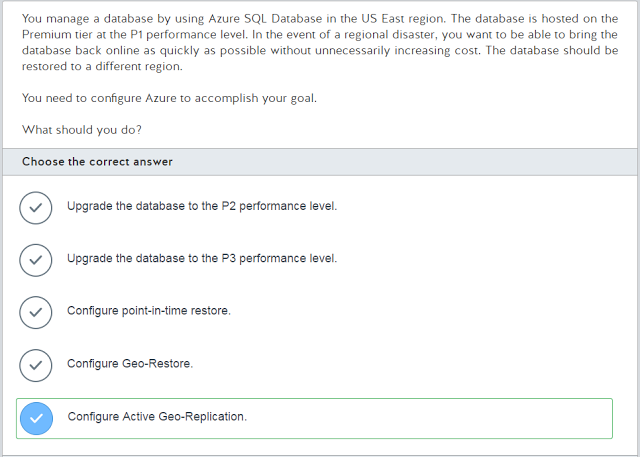 You manage a database by using Azure SQL Database in the US East region. The database is hosted on the
Premium tier at the P1 performance level. In the event of a regional disaster, you want to be able to bring the
database back online as quickly as possible without unnecessarily increasing cost. The database should be
restored to a different region.
You need to configure Azure to accomplish your goal.
What should you do?
Choose the correct answer
Upgrade the database to the P2 performance level.
Upgrade the database to the P3 performance level.
Configure point-in-time restore.
Configure Geo-Restore.
Configure Active Geo-Replication.